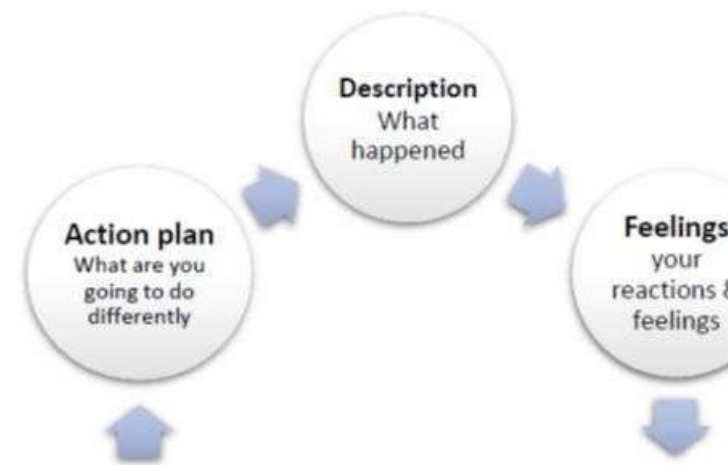 Description
What
happened
Action plan
What are you
going to do
differently
Feelings
your
reactions &
feelings